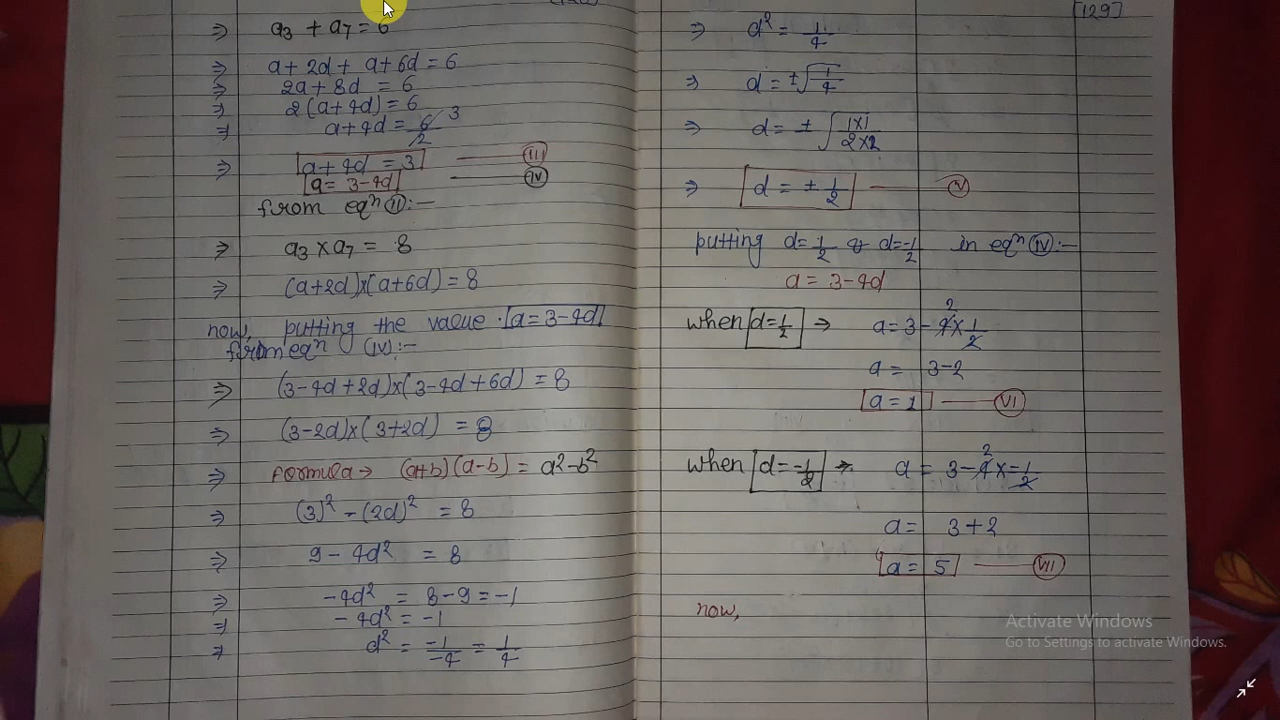 ⇒ a3 + a7 = 6
⇒ a + 2d + a + 6d = 6
⇒ 2a + 8d = 6
⇒ 2(a+4d) = 6
⇒ a+4d = 6/2 3
⇒ a + 4d = 3 — III
a = 3-4d — IV
from eqn II :-
⇒ a3 × a7 = 8
⇒ (a+2d)×(a+6d) = 8
now, putting the value · a = 3-4d
from eqn (IV) :-
⇒ (3-4d+2d)×(3-4d+6d) = 8
⇒ (3-2d)×(3+2d) = 8
⇒ formula → (a+b)(a-b) = a²-b²
⇒ (3)² - (2d)² = 8
⇒ 9 - 4d² = 8
⇒ -4d² = 8-9 = -1
⇒ -4d² = -1
⇒ d² = -1/-4 = 1/4
129
⇒ d² = 1/4
⇒ d = ±√1/4
⇒ d = ± √1×1/2×2
⇒ d = ± 1/2 — V
putting d=1/2 & d=-1/2 in eqn IV :-
a = 3-4d
when d=1/2 ⇒ a = 3 - 4 2 × 1/2
a = 3-2
a = 1 — VI
when d=-1/2 ⇒ a = 3 - 4 2 × -1/2
a = 3+2
a = 5 — VII
now,
Activate Windows
Go to Settings to activate Windows.